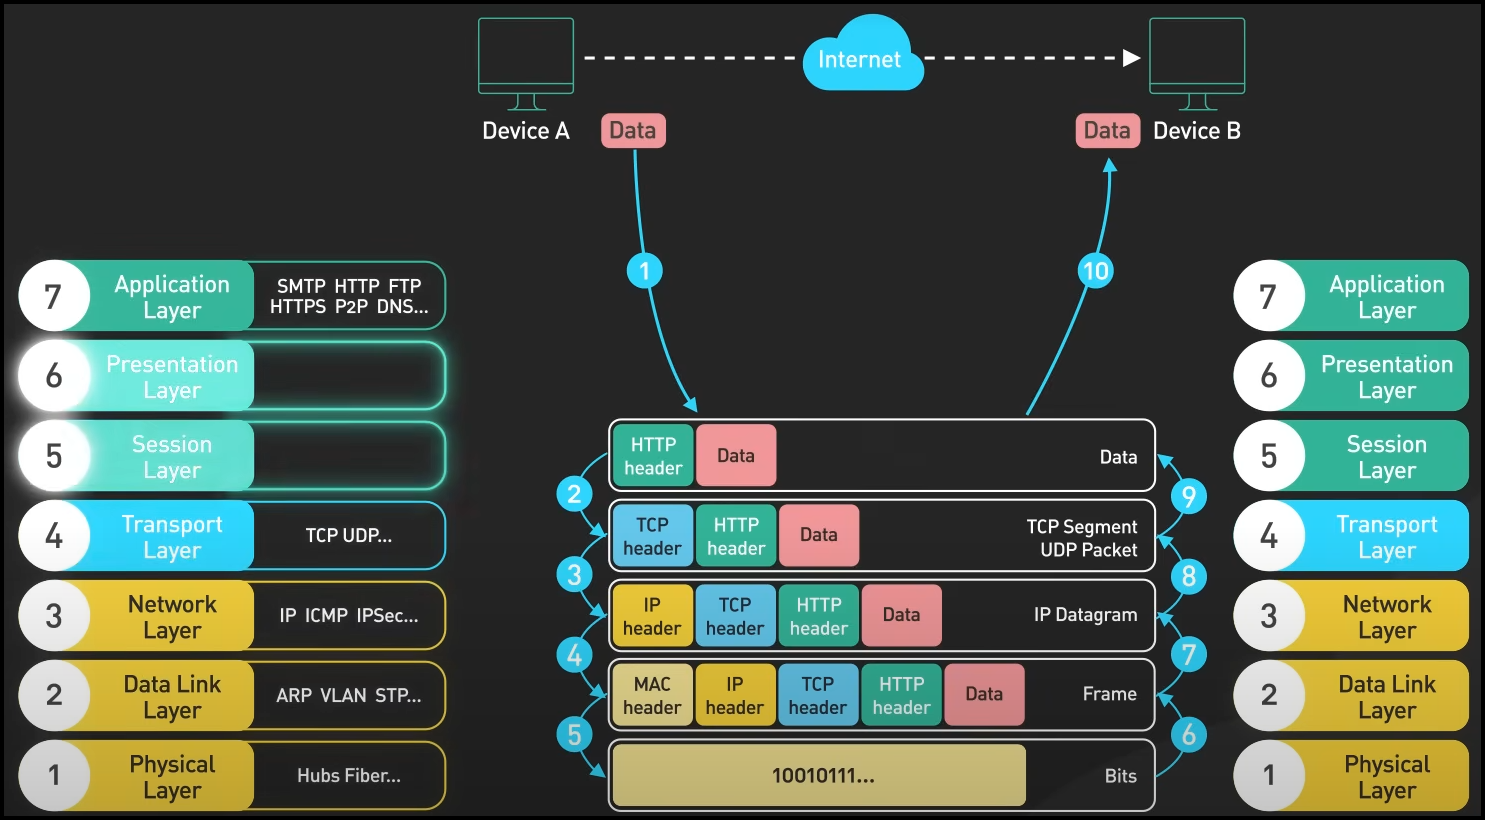 Internet
Device A
Data
Data
Device B
1
10
7
Application
Layer
SMTP HTTP FTP
HTTPS P2P DNS...
6
Presentation
Layer
5
Session
Layer
4
Transport
Layer
TCP UDP...
3
Network
Layer
IP ICMP IPSec...
2
Data Link
Layer
ARP VLAN STP...
1
Physical
Layer
Hubs Fiber...
HTTP
header
Data
Data
2
9
TCP
header
HTTP
header
Data
TCP Segment
UDP Packet
3
8
IP
header
TCP
header
HTTP
header
Data
IP Datagram
4
7
MAC
header
IP
header
TCP
header
HTTP
header
Data
Frame
5
6
10010111...
Bits
7
Application
Layer
6
Presentation
Layer
5
Session
Layer
4
Transport
Layer
3
Network
Layer
2
Data Link
Layer
1
Physical
Layer